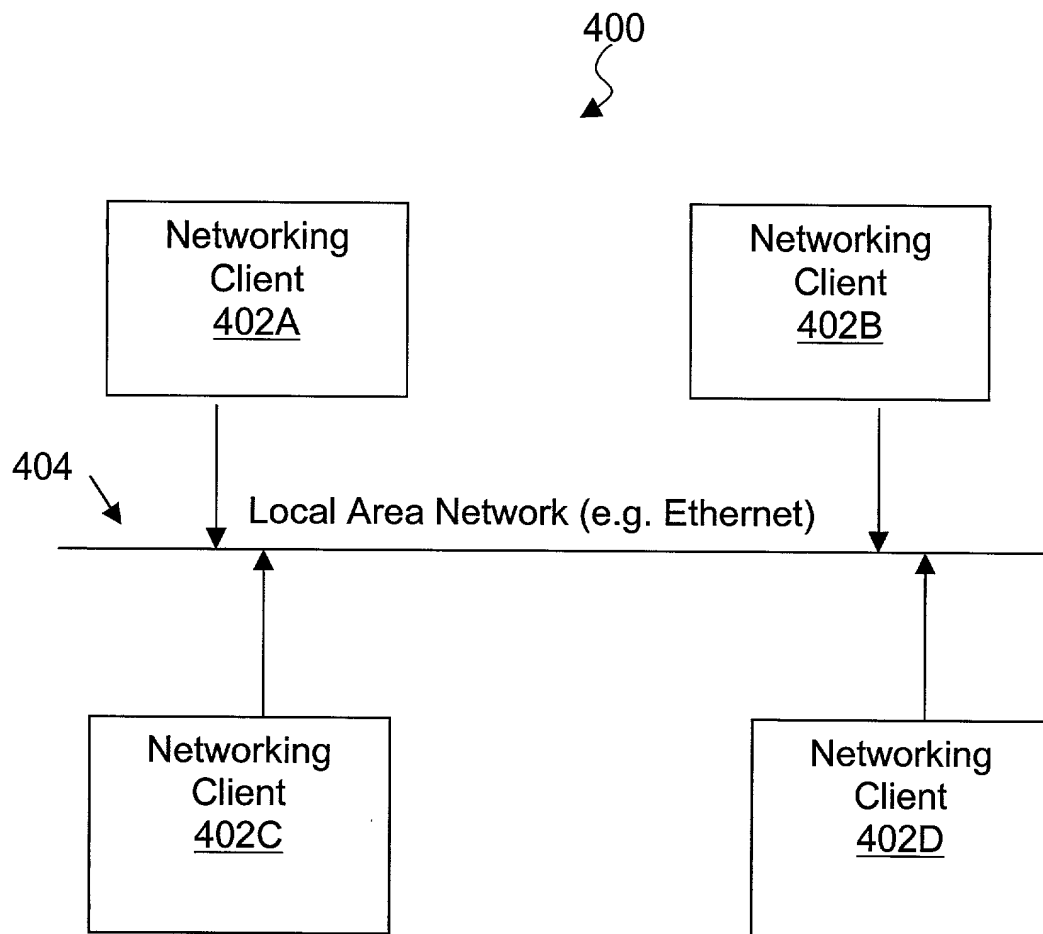 400
Networking
Client
402A
Networking
Client
402B
404
Local Area Network (e.g. Ethernet)
Networking
Client
402C
Networking
Client
402D